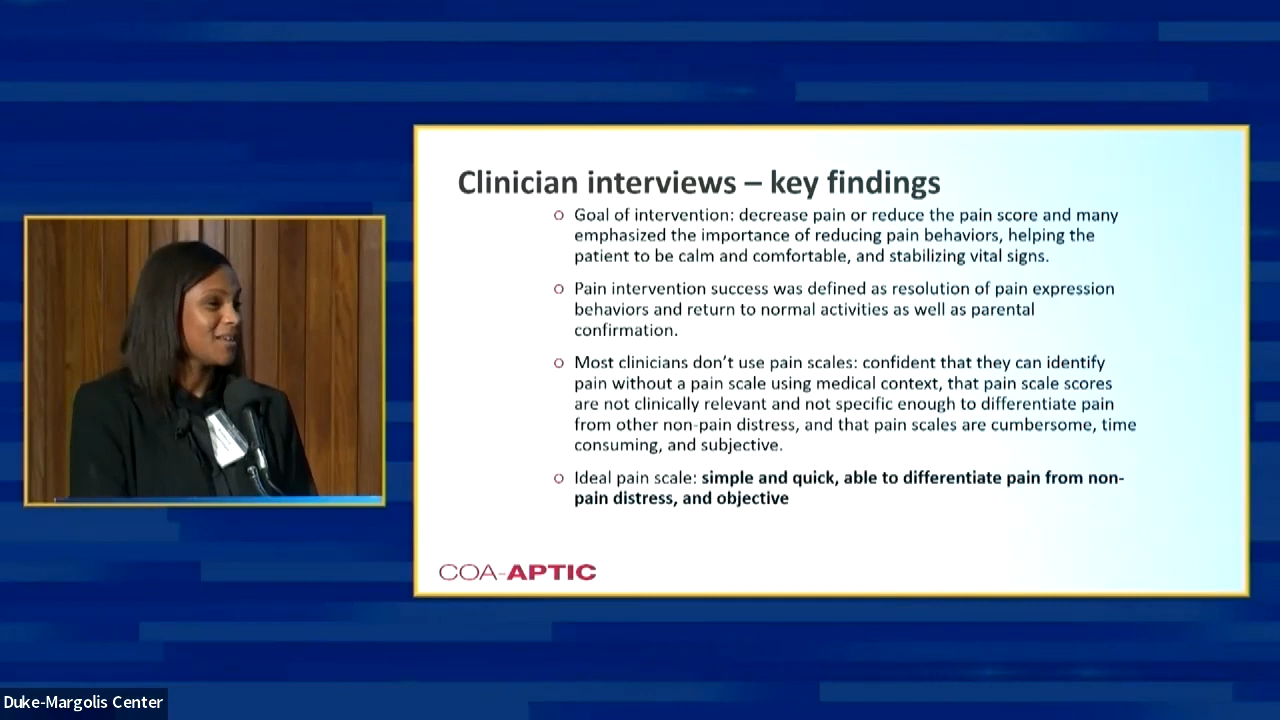 Clinician interviews – key findings
○ Goal of intervention: decrease pain or reduce the pain score and many
emphasized the importance of reducing pain behaviors, helping the
patient to be calm and comfortable, and stabilizing vital signs.
○ Pain intervention success was defined as resolution of pain expression
behaviors and return to normal activities as well as parental
confirmation.
○ Most clinicians don’t use pain scales: confident that they can identify
pain without a pain scale using medical context, that pain scale scores
are not clinically relevant and not specific enough to differentiate pain
from other non-pain distress, and that pain scales are cumbersome, time
consuming, and subjective.
○ Ideal pain scale: simple and quick, able to differentiate pain from non-
pain distress, and objective
COA-APTIC
Duke-Margolis Center